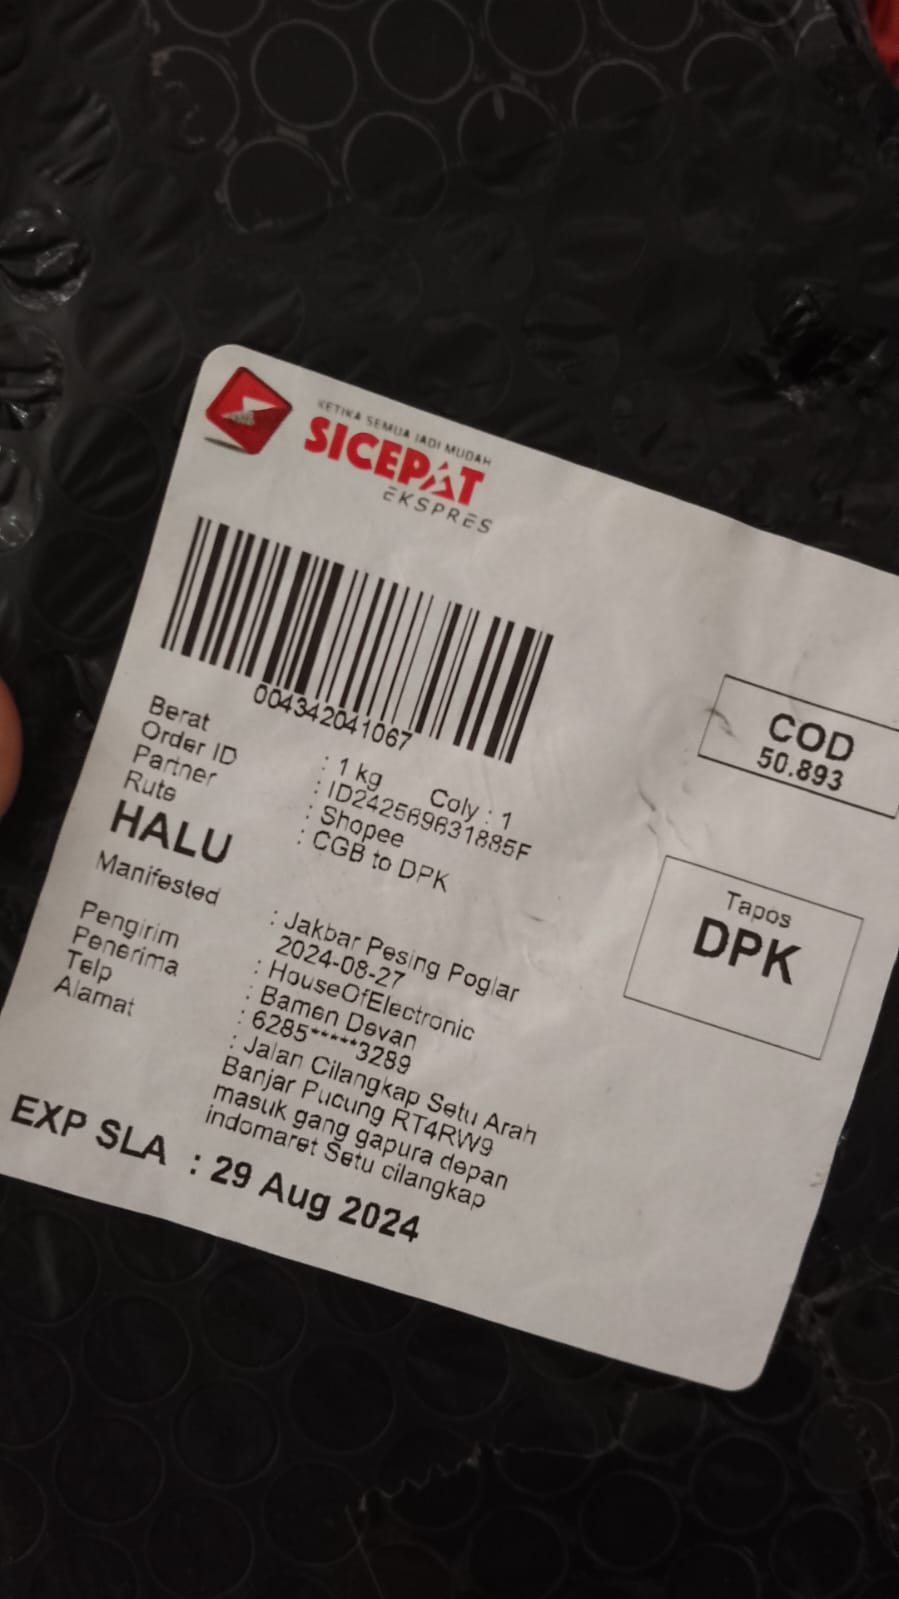 KETIKA SEMUA JADI MUDAH
SICEPAT
EKSPRES
004342041067
COD
50.893
Berat : 1 kg Coly : 1
Order ID : ID242569631885F
Partner : Shopee
Rute : CGB to DPK
HALU
Tapos
DPK
Manifested : Jakbar Pesing Poglar
2024-08-27
Pengirim : HouseOfElectronic
Penerima : Bamen Devan
Telp : 6285*****3289
Alamat : Jalan Cilangkap Setu Arah
Banjar Pucung RT4RW9
masuk gang gapura depan
indomaret Setu cilangkap
EXP SLA : 29 Aug 2024